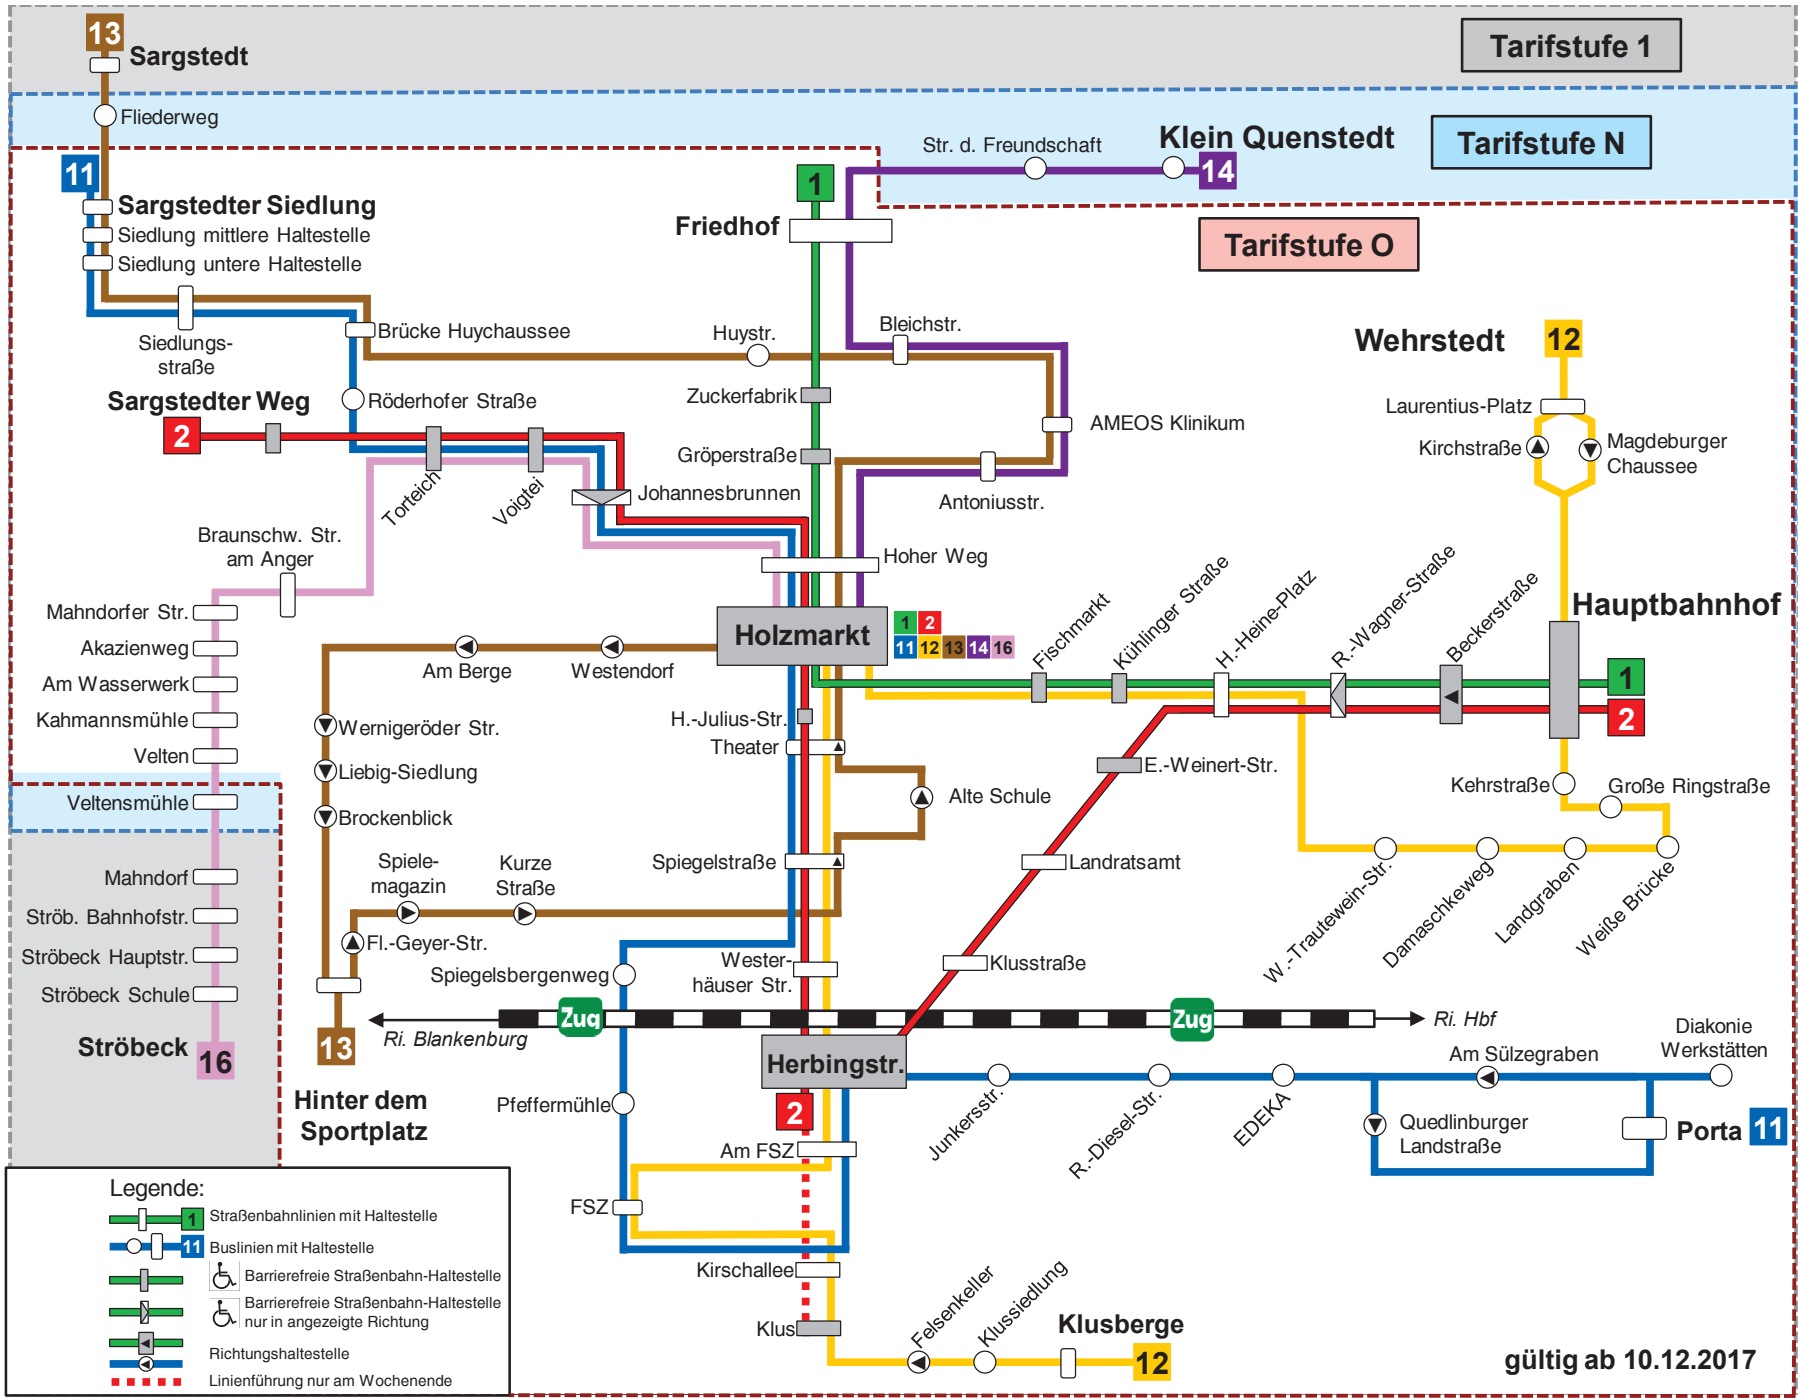 13
Sargstedt
Tarifstufe 1
Fliederweg
Str. d. Freundschaft
Klein Quenstedt
14
Tarifstufe N
11
1
Sargstedter Siedlung
Siedlung mittlere Haltestelle
Siedlung untere Haltestelle
Friedhof
Tarifstufe O
Siedlungs-
straße
Brücke Huychaussee
Huystr.
Bleichstr.
Wehrstedt
12
Sargstedter Weg
2
Röderhofer Straße
Zuckerfabrik
Gröperstraße
AMEOS Klinikum
Laurentius-Platz
Kirchstraße
Magdeburger
Chaussee
Torteich
Voigtei
Johannesbrunnen
Antoniusstr.
Braunschw. Str.
am Anger
Hoher Weg
Mahndorfer Str.
Akazienweg
Am Wasserwerk
Kahmannsmühle
Velten
Veltensmühle
Mahndorf
Ströb. Bahnhofstr.
Ströbeck Hauptstr.
Ströbeck Schule
Ströbeck
16
Holzmarkt
1 2
11 12 13 14 16
Fischmarkt
Kühlinger Straße
H.-Heine-Platz
R.-Wagner-Straße
Beckerstraße
Hauptbahnhof
1
2
Am Berge
Westendorf
Wernigeröder Str.
Liebig-Siedlung
Brockenblick
H.-Julius-Str.
Theater
Alte Schule
E.-Weinert-Str.
Kehrstraße
Große Ringstraße
Spiele-
magazin
Kurze
Straße
Spiegelstraße
Landratsamt
W.-Trautewein-Str.
Damaschkeweg
Landgraben
Weiße Brücke
Fl.-Geyer-Str.
Spiegelsbergenweg
Wester-
häuser Str.
Klusstraße
13
Ri. Blankenburg
Zug
Zug
Ri. Hbf
Hinter dem
Sportplatz
Herbingstr.
2
Pfeffermühle
Junkersstr.
R.-Diesel-Str.
EDEKA
Am Sülzegraben
Diakonie
Werkstätten
Quedlinburger
Landstraße
Porta
11
Am FSZ
FSZ
Kirschallee
Klus
Felsenkeller
Klussiedlung
Klusberge
12
gültig ab 10.12.2017
Legende:
1
Straßenbahnlinien mit Haltestelle
11
Buslinien mit Haltestelle
Barrierefreie Straßenbahn-Haltestelle
Barrierefreie Straßenbahn-Haltestelle
nur in angezeigte Richtung
Richtungshaltestelle
Linienführung nur am Wochenende